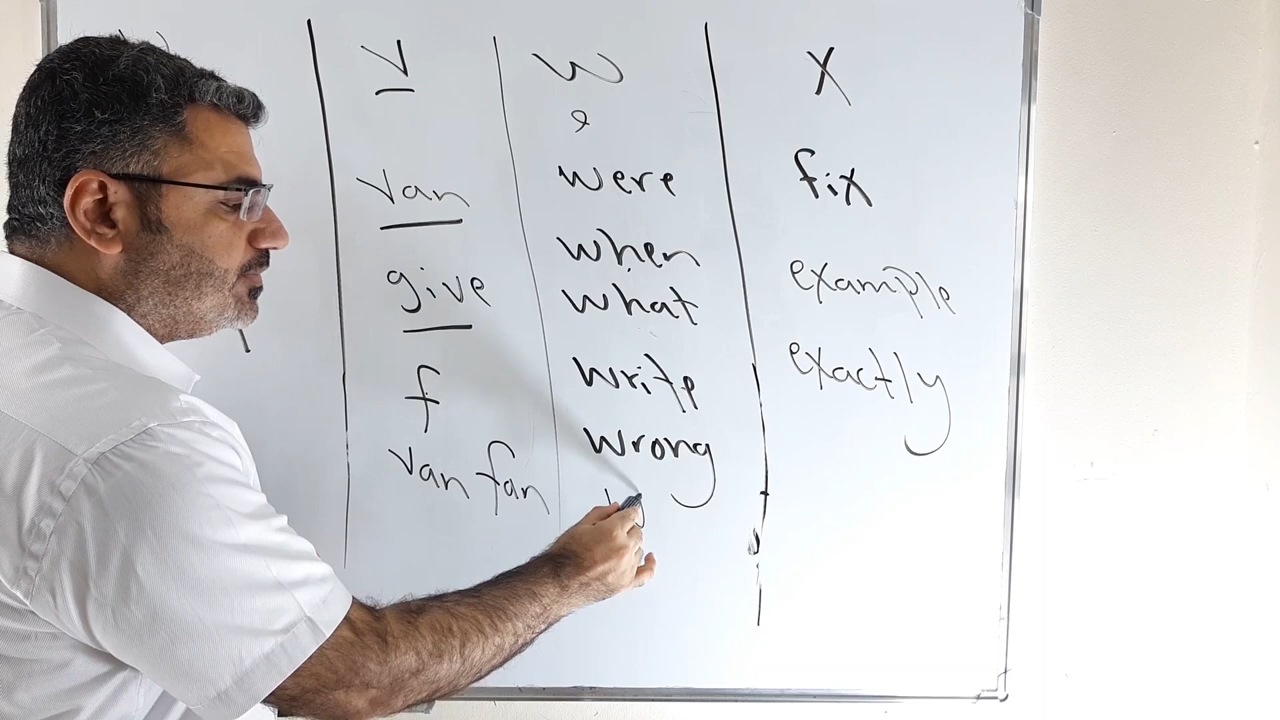 V
van
give
f
van fan
w
e
were
when
what
write
wrong
X
fix
example
exactly